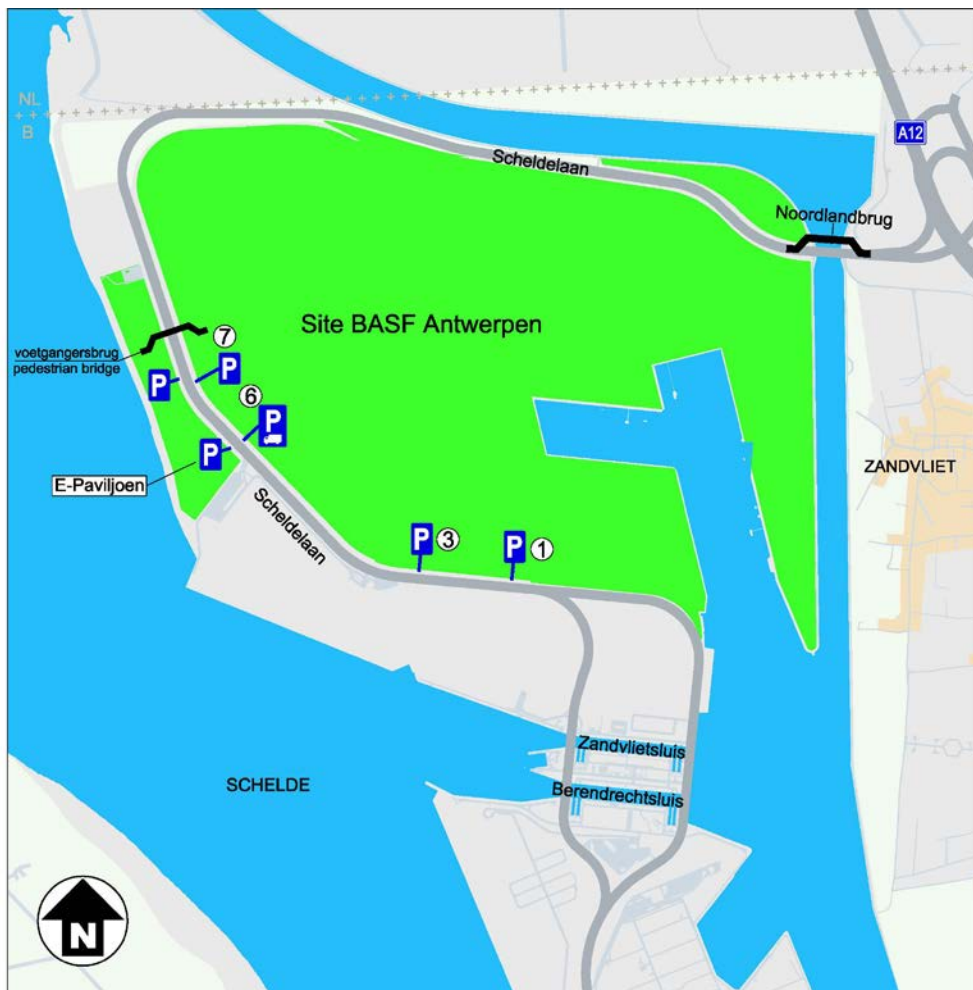 NL
B
A12
Scheldelaan
Noordlandbrug
Site BASF Antwerpen
7
voetgangersbrug
pedestrian bridge
P
P
6
P
P
E-Paviljoen
ZANDVLIET
Scheldelaan
P
3
P
1
Zandvlietsluis
Berendrechtsluis
SCHELDE
N